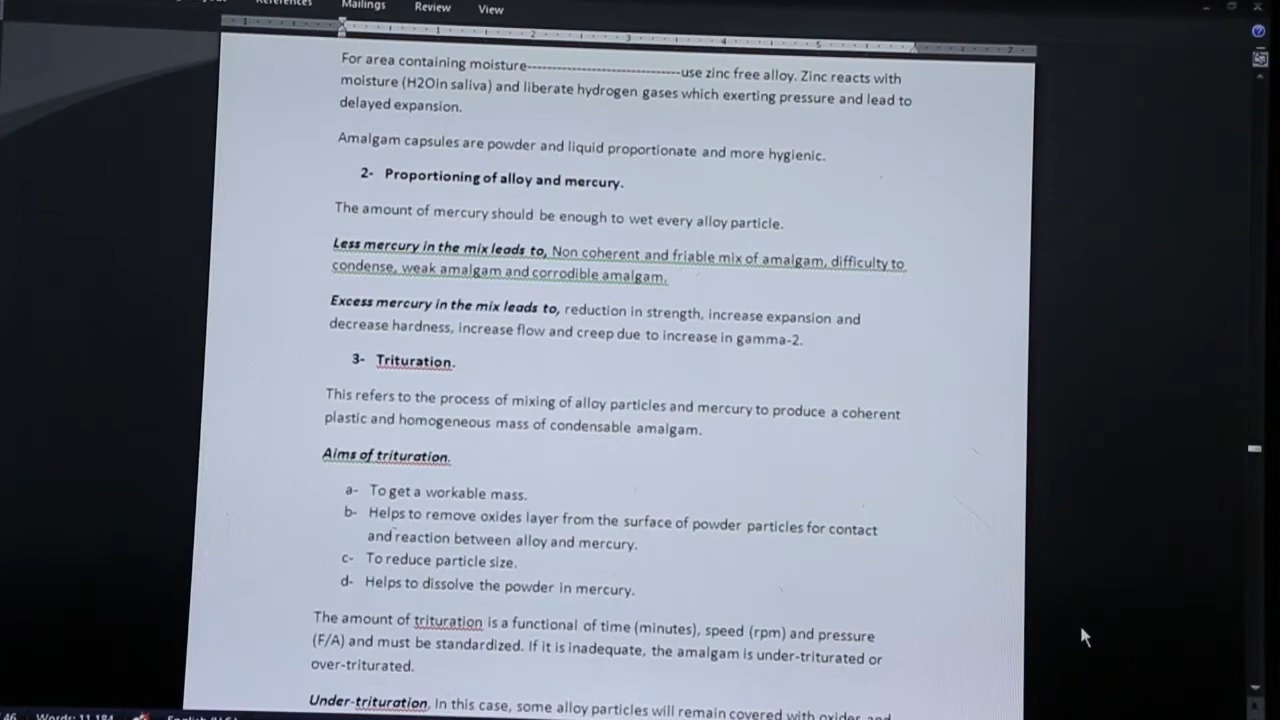 Mailings Review View
1 1 2 3 4 5 7
For area containing moisture--------------------------------use zinc free alloy. Zinc reacts with
moisture (H2Oin saliva) and liberate hydrogen gases which exerting pressure and lead to
delayed expansion.
Amalgam capsules are powder and liquid proportionate and more hygienic.
2- Proportioning of alloy and mercury.
The amount of mercury should be enough to wet every alloy particle.
Less mercury in the mix leads to, Non coherent and friable mix of amalgam, difficulty to
condense, weak amalgam and corrodible amalgam.
Excess mercury in the mix leads to, reduction in strength, increase expansion and
decrease hardness, increase flow and creep due to increase in gamma-2.
3- Trituration.
This refers to the process of mixing of alloy particles and mercury to produce a coherent
plastic and homogeneous mass of condensable amalgam.
Aims of trituration.
a- To get a workable mass.
b- Helps to remove oxides layer from the surface of powder particles for contact
and reaction between alloy and mercury.
c- To reduce particle size.
d- Helps to dissolve the powder in mercury.
The amount of trituration is a functional of time (minutes), speed (rpm) and pressure
(F/A) and must be standardized. If it is inadequate, the amalgam is under-triturated or
over-triturated.
Under-trituration, In this case, some alloy particles will remain covered with oxides and
Words: 11,184